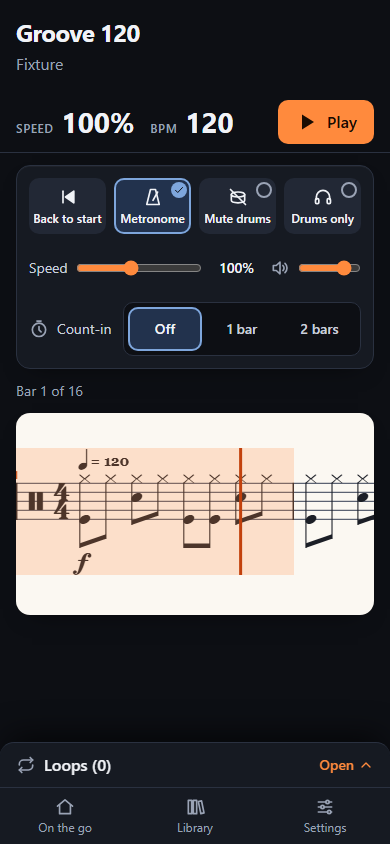 Groove 120
Fixture
SPEED 100% BPM 120 Play
Back to start Metronome Mute drums Drums only
Speed 100%
Count-in Off 1 bar 2 bars
Bar 1 of 16
= 120
4
4
f
Loops (0) Open
On the go Library Settings